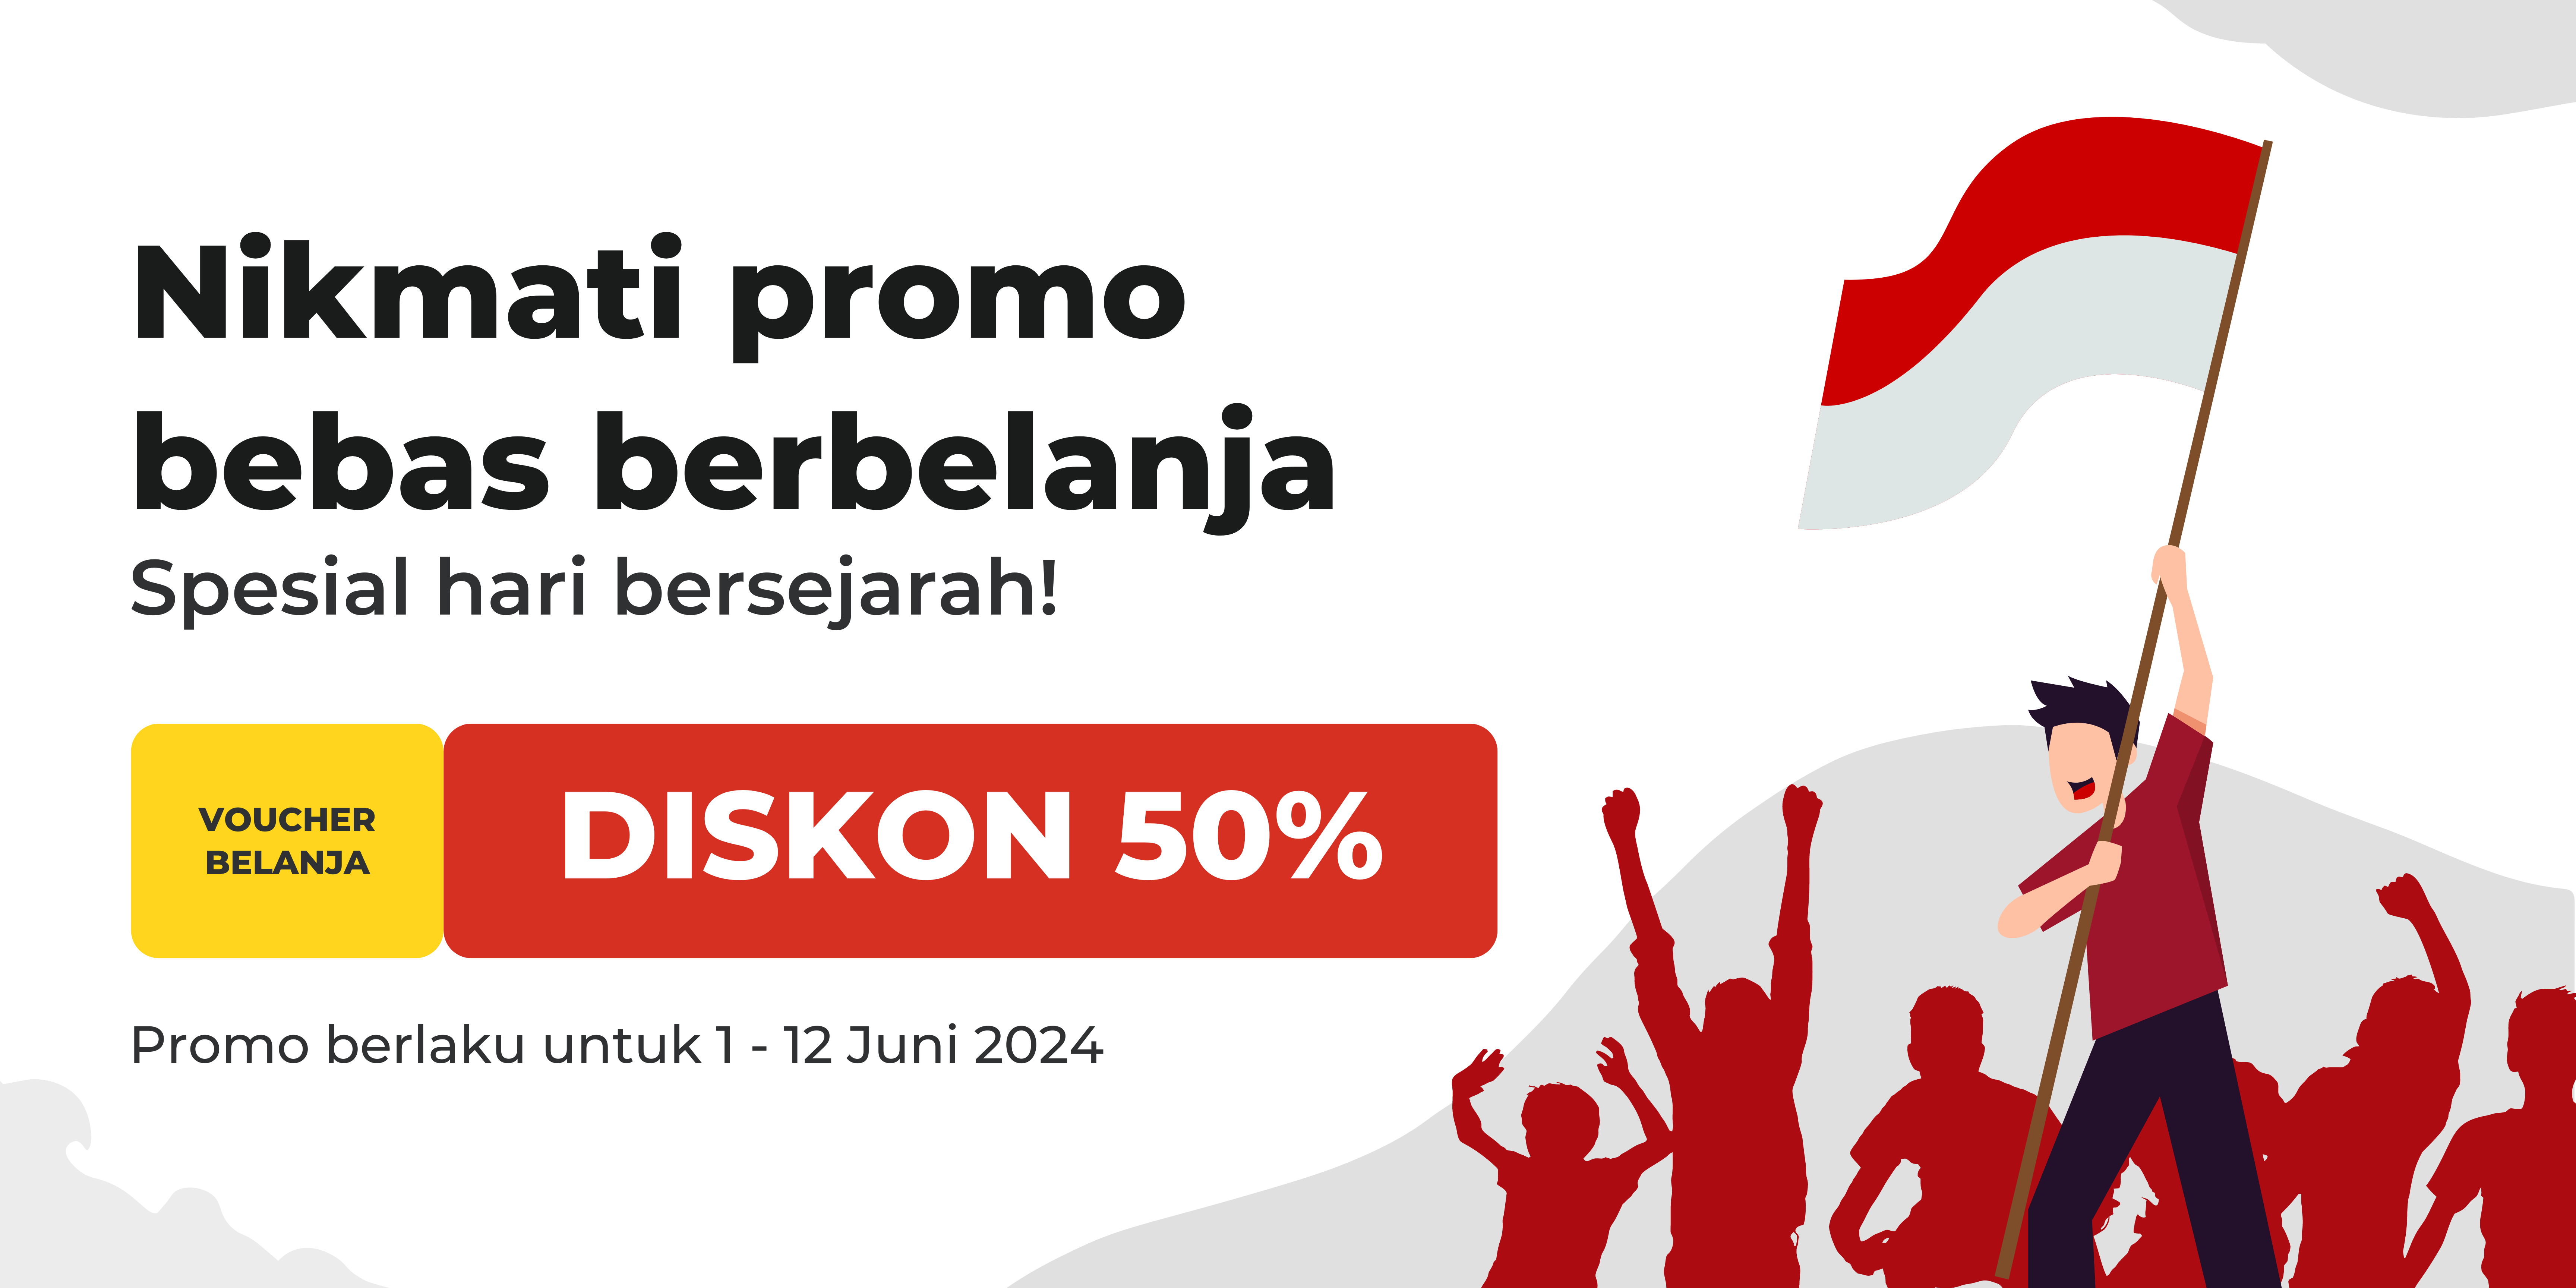 Nikmati promo
bebas berbelanja
Spesial hari bersejarah!
VOUCHER
BELANJA
DISKON 50%
Promo berlaku untuk 1 - 12 Juni 2024